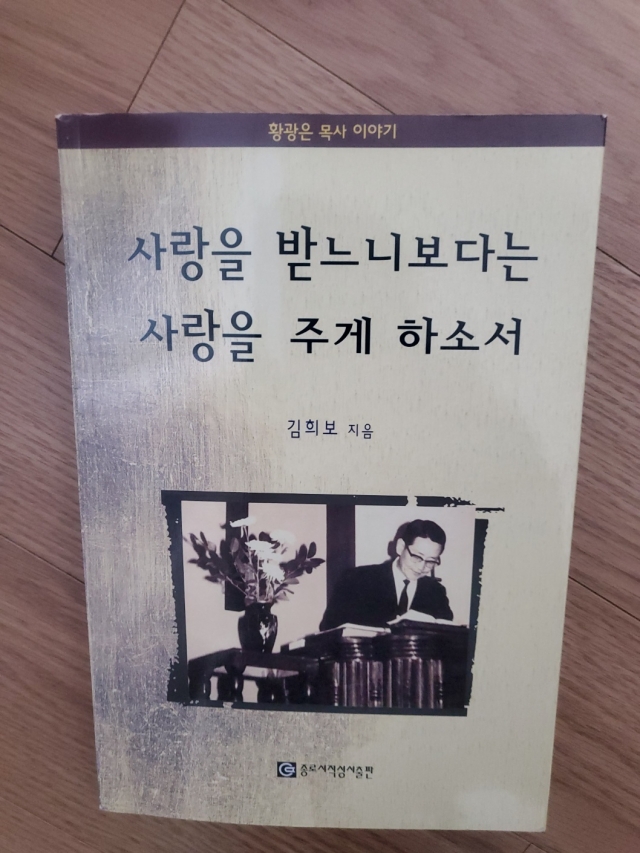 황광은 목사 이야기
사랑을 받느니보다는
사랑을 주게 하소서
김희보 지음
종로서적성서출판